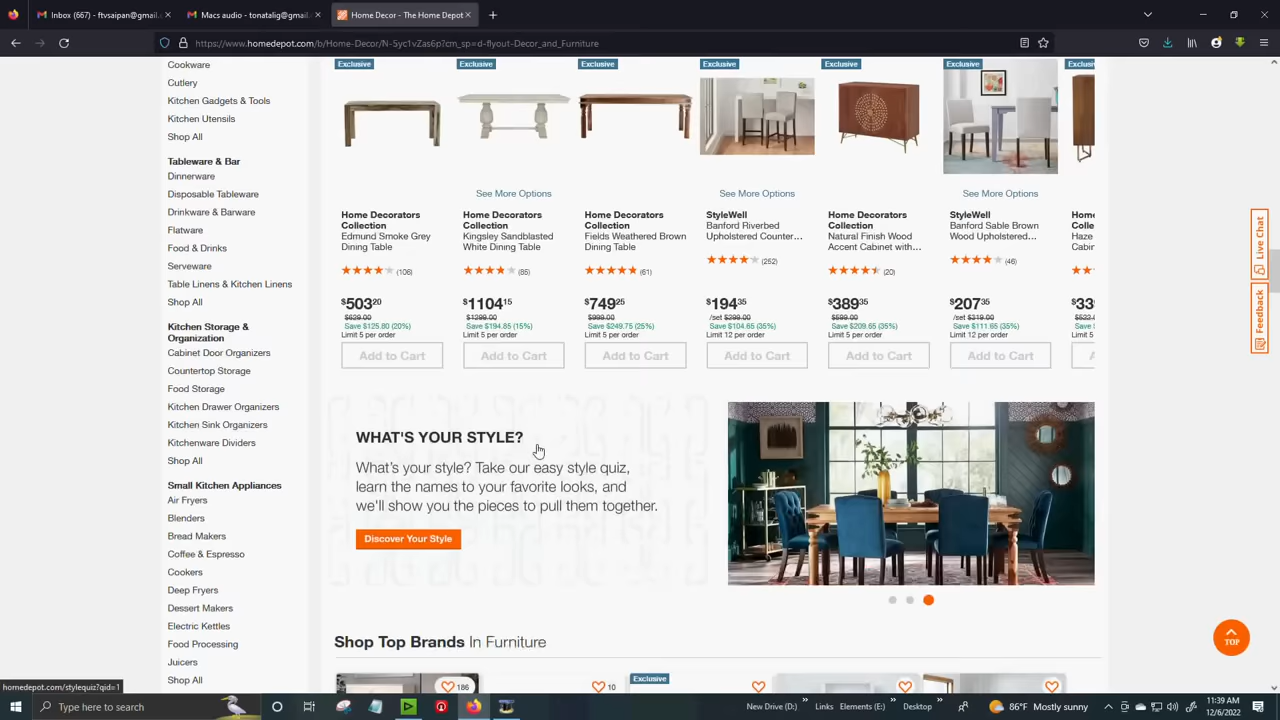 Inbox (667) - ftvsaipan@gmail.
Macs audio - tonalig@gmail.
Home Decor - The Home Depot
https://www.homedepot.com/b/Home-Decor/N-5yc1vZas6p?cm_sp=d-flyout-Decor_and_Furniture
Cookware
Cutlery
Kitchen Gadgets & Tools
Kitchen Utensils
Shop All
Tableware & Bar
Dinnerware
Disposable Tableware
Drinkware & Barware
Flatware
Food & Drinks
Serveware
Table Linens & Kitchen Linens
Shop All
Kitchen Storage &
Organization
Cabinet Door Organizers
Countertop Storage
Food Storage
Kitchen Drawer Organizers
Kitchen Sink Organizers
Kitchenware Dividers
Shop All
Small Kitchen Appliances
Air Fryers
Blenders
Bread Makers
Coffee & Espresso
Cookers
Deep Fryers
Dessert Makers
Electric Kettles
Food Processing
Juicers
Shop All
Exclusive
Home Decorators
Collection
Edmund Smoke Grey
Dining Table
(106)
$503.20
$629.00
Save $125.80 (20%)
Limit 5 per order
Add to Cart
Exclusive
See More Options
Home Decorators
Collection
Kingsley Sandblasted
White Dining Table
(85)
$1104.15
$1299.00
Save $194.85 (15%)
Limit 5 per order
Add to Cart
Exclusive
Home Decorators
Collection
Fields Weathered Brown
Dining Table
(61)
$749.25
$999.00
Save $249.75 (25%)
Limit 5 per order
Add to Cart
Exclusive
See More Options
StyleWell
Banford Riverbed
Upholstered Counter...
(252)
$194.35
/set $299.00
Save $104.65 (35%)
Limit 12 per order
Add to Cart
Exclusive
Home Decorators
Collection
Natural Finish Wood
Accent Cabinet with...
(20)
$389.35
$599.00
Save $209.65 (35%)
Limit 5 per order
Add to Cart
Exclusive
See More Options
StyleWell
Banford Sable Brown
Wood Upholstered...
(46)
$207.35
/set $319.00
Save $111.65 (35%)
Limit 12 per order
Add to Cart
Haze
Save $
Limit 5
WHAT'S YOUR STYLE?
What's your style? Take our easy style quiz,
learn the names to your favorite looks, and
we'll show you the pieces to pull them together.
Discover Your Style
Shop Top Brands In Furniture
186
10
Exclusive
Live Chat
Feedback
TOP
homedepot.com/stylequiz?qid=1
Type here to search
New Drive (D:)
Links
Elements (E:)
Desktop
86°F Mostly sunny
11:39 AM
12/6/2022